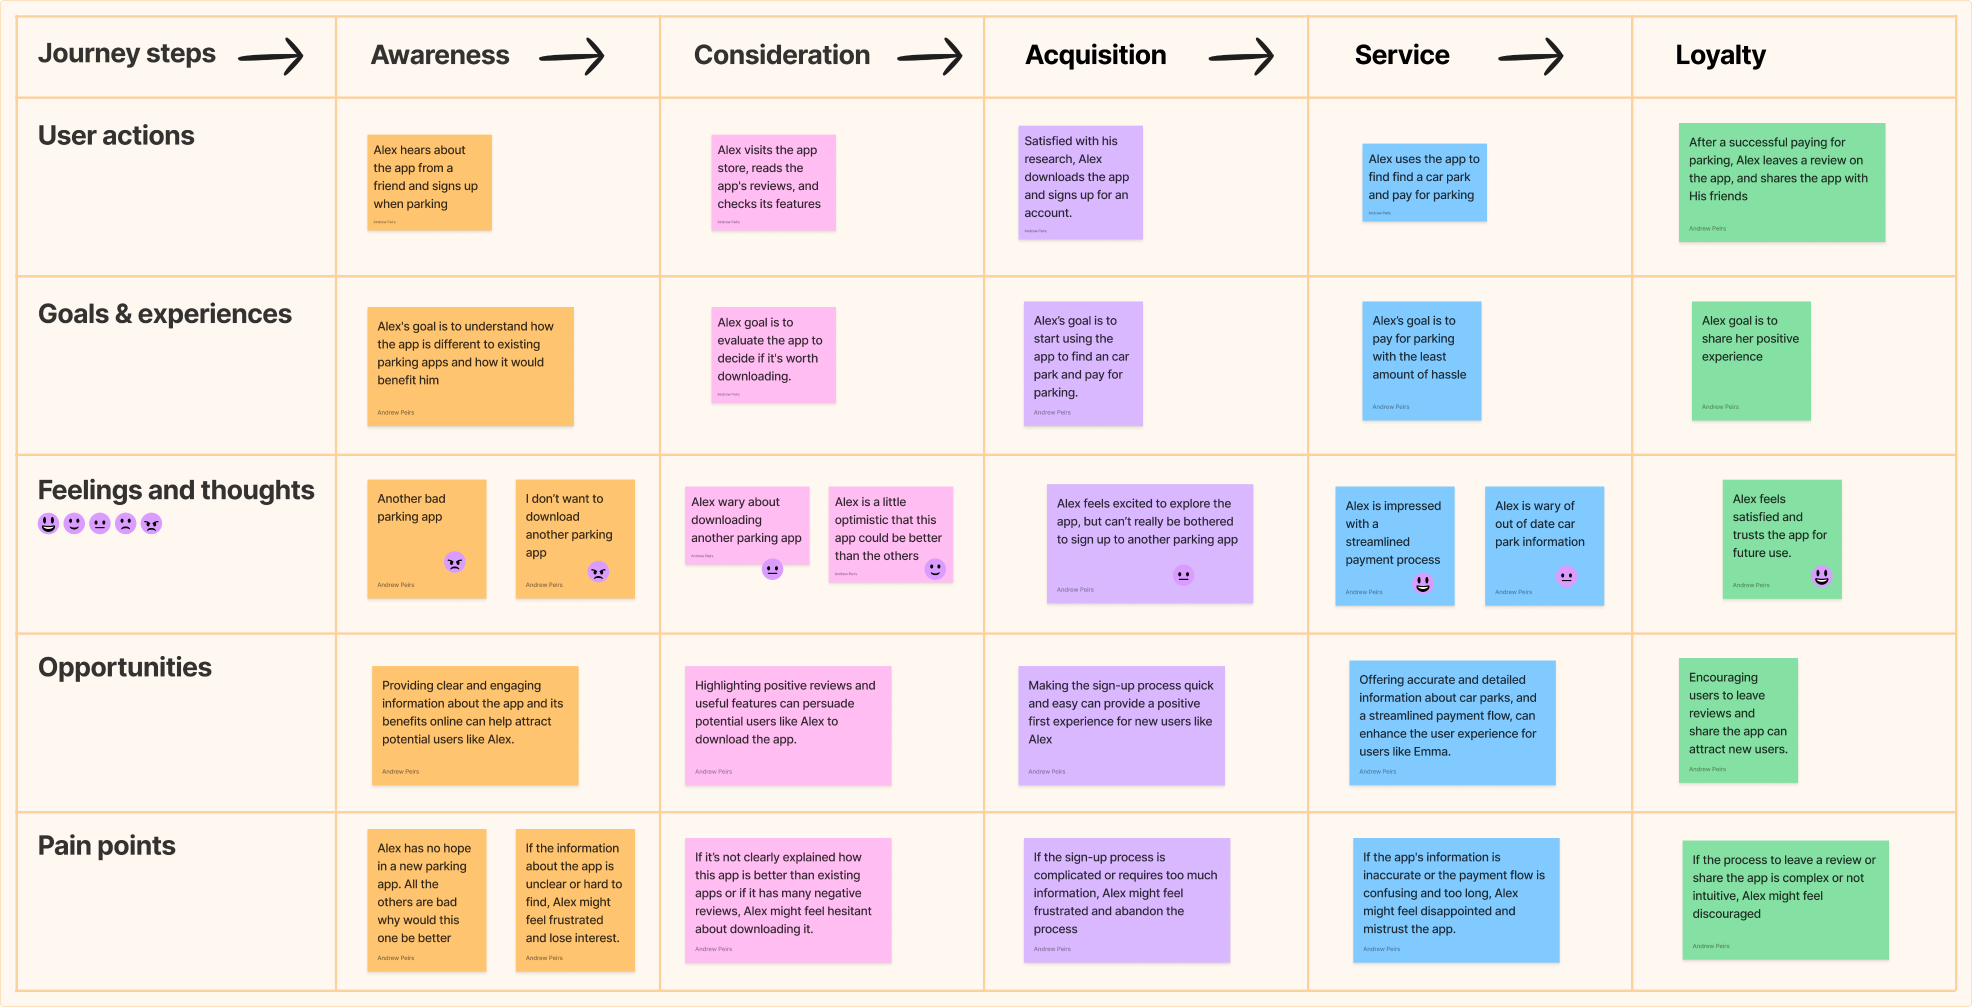 Journey steps
Awareness
Consideration
Acquisition
Service
Loyalty
User actions
Alex hears about
the app from a
friend and signs up
when parking
Andrew Peirs
Alex visits the app
store, reads the
app's reviews, and
checks its features
Andrew Peirs
Satisfied with his
research, Alex
downloads the app
and signs up for an
account.
Andrew Peirs
Alex uses the app to
find find a car park
and pay for parking
Andrew Peirs
After a successful paying for
parking, Alex leaves a review on
the app, and shares the app with
His friends
Andrew Peirs
Goals & experiences
Alex's goal is to understand how
the app is different to existing
parking apps and how it would
benefit him
Andrew Peirs
Alex goal is to
evaluate the app to
decide if it's worth
downloading.
Andrew Peirs
Alex's goal is to
start using the
app to find an car
park and pay for
parking.
Andrew Peirs
Alex's goal is to
pay for parking
with the least
amount of hassle
Andrew Peirs
Alex goal is to
share her positive
experience
Andrew Peirs
Feelings and thoughts
Another bad
parking app
Andrew Peirs
I don't want to
download
another parking
app
Andrew Peirs
Alex wary about
downloading
another parking app
Andrew Peirs
Alex is a little
optimistic that this
app could be better
than the others
Andrew Peirs
Alex feels excited to explore the
app, but can't really be bothered
to sign up to another parking app
Andrew Peirs
Alex is impressed
with a
streamlined
payment process
Andrew Peirs
Alex is wary of
out of date car
park information
Andrew Peirs
Alex feels
satisfied and
trusts the app for
future use.
Andrew Peirs
Opportunities
Providing clear and engaging
information about the app and its
benefits online can help attract
potential users like Alex.
Andrew Peirs
Highlighting positive reviews and
useful features can persuade
potential users like Alex to
download the app.
Andrew Peirs
Making the sign-up process quick
and easy can provide a positive
first experience for new users like
Alex
Andrew Peirs
Offering accurate and detailed
information about car parks, and
a streamlined payment flow, can
enhance the user experience for
users like Emma.
Andrew Peirs
Encouraging
users to leave
reviews and
share the app can
attract new users.
Andrew Peirs
Pain points
Alex has no hope
in a new parking
app. All the
others are bad
why would this
one be better
Andrew Peirs
If the information
about the app is
unclear or hard to
find, Alex might
feel frustrated
and lose interest.
Andrew Peirs
If it's not clearly explained how
this app is better than existing
apps or if it has many negative
reviews, Alex might feel hesitant
about downloading it.
Andrew Peirs
If the sign-up process is
complicated or requires too much
information, Alex might feel
frustrated and abandon the
process
Andrew Peirs
If the app's information is
inaccurate or the payment flow is
confusing and too long, Alex
might feel disappointed and
mistrust the app.
Andrew Peirs
If the process to leave a review or
share the app is complex or not
intuitive, Alex might feel
discouraged
Andrew Peirs